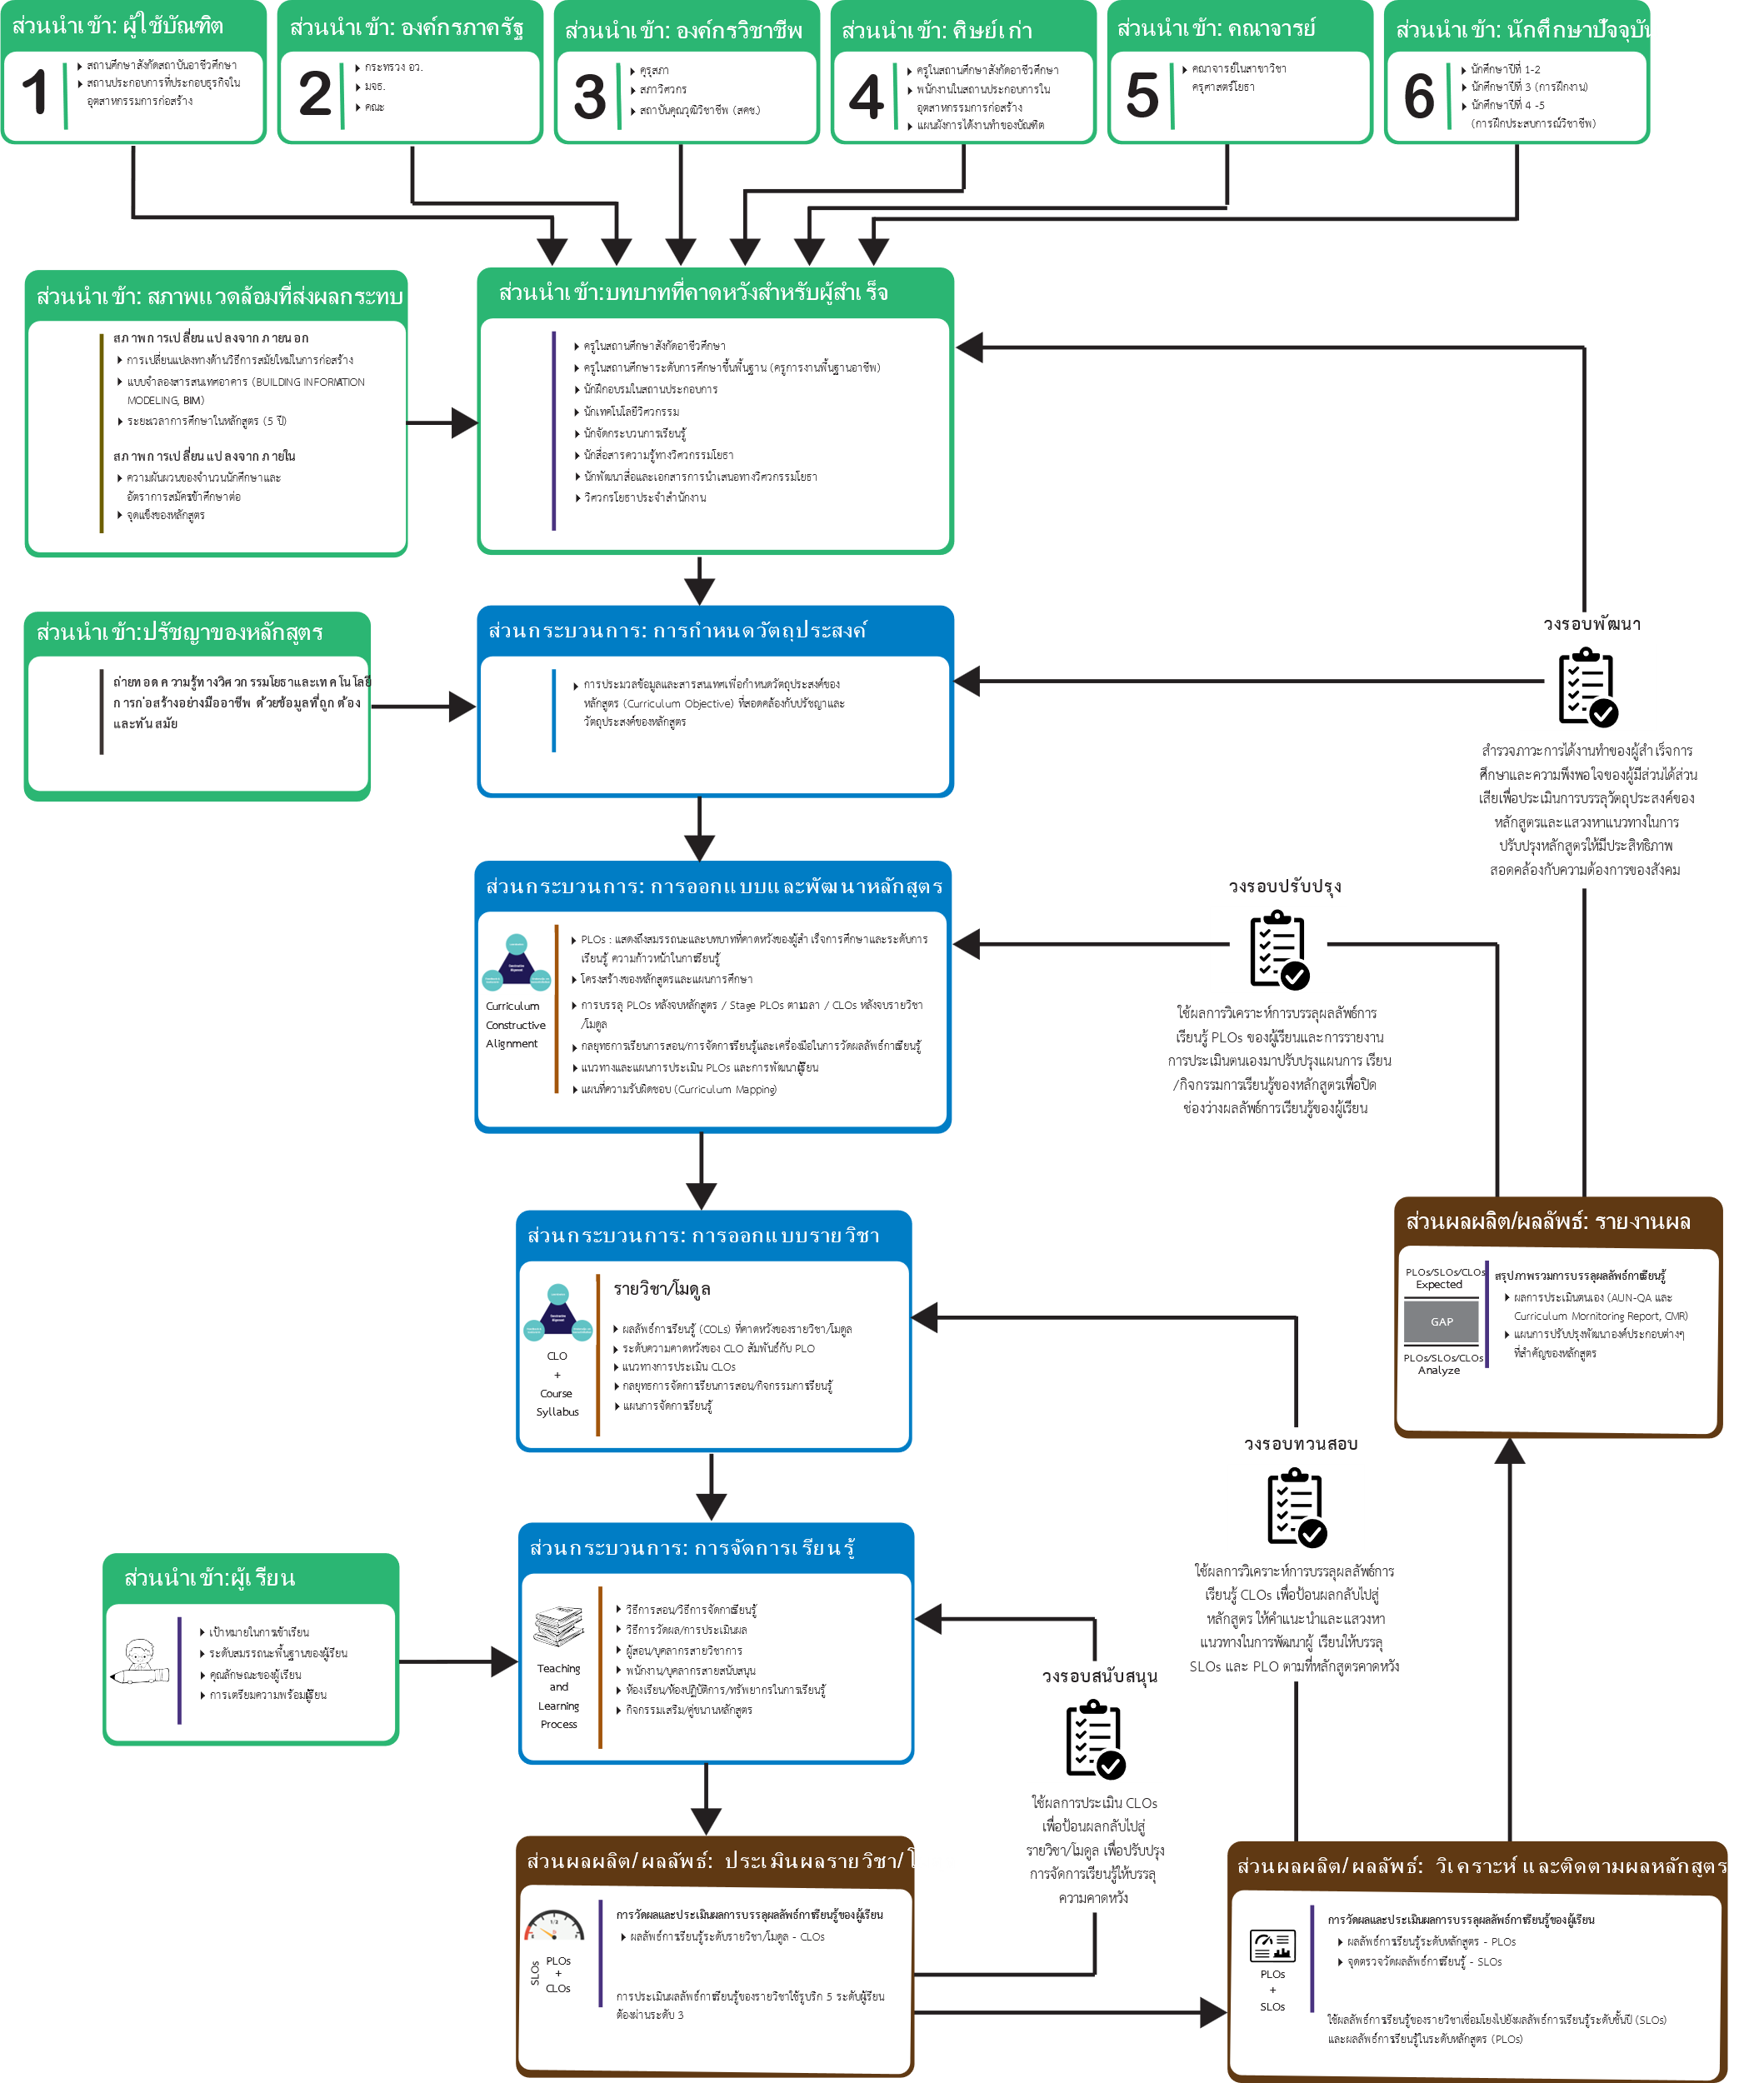 ส่วนนำเข้า: ผู้ใช้บัณฑิต
1
สถานศึกษาสังกัดสถาบันอาชีวศึกษา
สถานประกอบการที่ประกอบธุรกิจใน
อุตสาหกรรมการก่อสร้าง
ส่วนนำเข้า: องค์กรภาครัฐ
2
กระทรวง อว.
มจธ.
คณะ
ส่วนนำเข้า: องค์กรวิชาชีพ
3
คุรุสภา
สภาวิศวกร
สถาบันคุณวุฒิวิชาชีพ (สคช.)
ส่วนนำเข้า: ศิษย์เก่า
4
ครูในสถานศึกษาสังกัดอาชีวศึกษา
พนักงานในสถานประกอบการใน
อุตสาหกรรมการก่อสร้าง
แผนผังการได้งานทำของบัณฑิต
ส่วนนำเข้า: คณาจารย์
5
คณาจารย์ในสาขาวิชา
ครุศาสตร์โยธา
ส่วนนำเข้า: นักศึกษาปัจจุบัน
6
นักศึกษาปีที่ 1-2
นักศึกษาปีที่ 3 (การฝึกงาน)
นักศึกษาปีที่ 4 -5
(การฝึกประสบการณ์วิชาชีพ)
ส่วนนำเข้า: สภาพแวดล้อมที่ส่งผลกระทบ
สภาพการเปลี่ยนแปลงจากภายนอก
การเปลี่ยนแปลงทางด้านวิธีการสมัยใหม่ในการก่อสร้าง
แบบจำลองสารสนเทศอาคาร (BUILDING INFORMATION
MODELING, BIM)
ระยะเวลาการศึกษาในหลักสูตร (5 ปี)
สภาพการเปลี่ยนแปลงจากภายใน
ความผันผวนของจำนวนนักศึกษาและ
อัตราการสมัครเข้าศึกษาต่อ
จุดแข็งของหลักสูตร
ส่วนนำเข้า:บทบาทที่คาดหวังสำหรับผู้สำเร็จ
ครูในสถานศึกษาสังกัดอาชีวศึกษา
ครูในสถานศึกษาระดับการศึกษาขั้นพื้นฐาน (ครูการงานพื้นฐานอาชีพ)
นักฝึกอบรมในสถานประกอบการ
นักเทคโนโลยีวิศวกรรม
นักจัดกระบวนการเรียนรู้
นักสื่อสารความรู้ทางวิศวกรรมโยธา
นักพัฒนาสื่อและเอกสารการนำเสนอทางวิศวกรรมโยธา
วิศวกรโยธาประจำสำนักงาน
ส่วนนำเข้า:ปรัชญาของหลักสูตร
ถ่ายทอดความรู้ทางวิศวกรรมโยธาและเทคโนโลยี
การก่อสร้างอย่างมืออาชีพ ด้วยข้อมูลที่ถูกต้อง
และทันสมัย
ส่วนกระบวนการ: การกำหนดวัตถุประสงค์
การประมวลข้อมูลและสารสนเทศเพื่อกำหนดวัตถุประสงค์ของ
หลักสูตร (Curriculum Objective) ที่สอดคล้องกับปรัชญาและ
วัตถุประสงค์ของหลักสูตร
วงรอบพัฒนา
สำรวจภาวะการได้งานทำของผู้สำเร็จการ
ศึกษาและความพึงพอใจของผู้มีส่วนได้ส่วน
เสียเพื่อประเมินการบรรลุวัตถุประสงค์ของ
หลักสูตรและแสวงหาแนวทางในการ
ปรับปรุงหลักสูตรให้มีประสิทธิภาพ
สอดคล้องกับความต้องการของสังคม
ส่วนกระบวนการ: การออกแบบและพัฒนาหลักสูตร
Curriculum
Constructive
Alignment
PLOs : แสดงถึงสมรรถนะและบทบาทที่คาดหวังของผู้สำเร็จการศึกษาและระดับการ
เรียนรู้ ความก้าวหน้าในการเรียนรู้
โครงสร้างของหลักสูตรและแผนการศึกษา
การบรรลุ PLOs หลังจบหลักสูตร / Stage PLOs ตามเวลา / CLOs หลังจบรายวิชา
/โมดูล
กลยุทธการเรียนการสอน/การจัดการเรียนรู้และเครื่องมือในการวัดผลลัพธ์การเรียนรู้
แนวทางและแผนการประเมิน PLOs และการพัฒนาผู้เรียน
แผนที่ความรับผิดชอบ (Curriculum Mapping)
วงรอบปรับปรุง
ใช้ผลการวิเคราะห์การบรรลุผลลัพธ์การ
เรียนรู้ PLOs ของผู้เรียนและการรายงาน
การประเมินตนเองมาปรับปรุงแผนการ เรียน
/กิจกรรมการเรียนรู้ของหลักสูตรเพื่อปิด
ช่องว่างผลลัพธ์การเรียนรู้ของผู้เรียน
ส่วนกระบวนการ: การออกแบบรายวิชา
CLO
+
Course
Syllabus
รายวิชา/โมดูล
ผลลัพธ์การเรียนรู้ (COLs) ที่คาดหวังของรายวิชา/โมดูล
ระดับความคาดหวังของ CLO สัมพันธ์กับ PLO
แนวทางการประเมิน CLOs
กลยุทธการจัดการเรียนการสอน/กิจกรรมการเรียนรู้
แผนการจัดการเรียนรู้
ส่วนผลผลิต/ผลลัพธ์: รายงานผล
PLOs/SLOs/CLOs
Expected
GAP
PLOs/SLOs/CLOs
Analyze
สรุปภาพรวมการบรรลุผลลัพธ์การเรียนรู้
ผลการประเมินตนเอง (AUN-QA และ
Curriculum Mornitoring Report, CMR)
แผนการปรับปรุงพัฒนาองค์ประกอบต่างๆ
ที่สำคัญของหลักสูตร
วงรอบทวนสอบ
ใช้ผลการวิเคราะห์การบรรลุผลลัพธ์การ
เรียนรู้ CLOs เพื่อป้อนผลกลับไปสู่
หลักสูตร ให้คำแนะนำและแสวงหา
แนวทางในการพัฒนาผู้ เรียนให้บรรลุ
SLOs และ PLO ตามที่หลักสูตรคาดหวัง
ส่วนนำเข้า:ผู้เรียน
เป้าหมายในการเข้าเรียน
ระดับสมรรถนะพื้นฐานของผู้เรียน
คุณลักษณะของผู้เรียน
การเตรียมความพร้อมผู้เรียน
ส่วนกระบวนการ: การจัดการเรียนรู้
Teaching
and
Learning
Process
วิธีการสอน/วิธีการจัดการเรียนรู้
วิธีการวัดผล/การประเมินผล
ผู้สอน/บุคลากรสายวิชาการ
พนักงาน/บุคลากรสายสนับสนุน
ห้องเรียน/ห้องปฏิบัติการ/ทรัพยากรในการเรียนรู้
กิจกรรมเสริม/คู่ขนานหลักสูตร
วงรอบสนับสนุน
ใช้ผลการประเมิน CLOs
เพื่อป้อนผลกลับไปสู่
รายวิชา/โมดูล เพื่อปรับปรุง
การจัดการเรียนรู้ให้บรรลุ
ความคาดหวัง
ส่วนผลผลิต/ผลลัพธ์: ประเมินผลรายวิชา/
SLOs
PLOs
+
CLOs
การวัดผลและประเมินผลการบรรลุผลลัพธ์การเรียนรู้ของผู้เรียน
ผลลัพธ์การเรียนรู้ระดับรายวิชา/โมดูล - CLOs
การประเมินผลลัพธ์การเรียนรู้ของรายวิชาใช้รูบริก 5 ระดับผู้เรียน
ต้องผ่านระดับ 3
ส่วนผลผลิต/ผลลัพธ์: วิเคราะห์ และติดตามผลหลักสูตร
PLOs
+
SLOs
การวัดผลและประเมินผลการบรรลุผลลัพธ์การเรียนรู้ของผู้เรียน
ผลลัพธ์การเรียนรู้ระดับหลักสูตร - PLOs
จุดตรวจวัดผลลัพธ์การเรียนรู้ - SLOs
ใช้ผลลัพธ์การเรียนรู้ของรายวิชาเชื่อมโยงไปยังผลลัพธ์การเรียนรู้ระดับชั้นปี (SLOs)
และผลลัพธ์การเรียนรู้ในระดับหลักสูตร (PLOs)